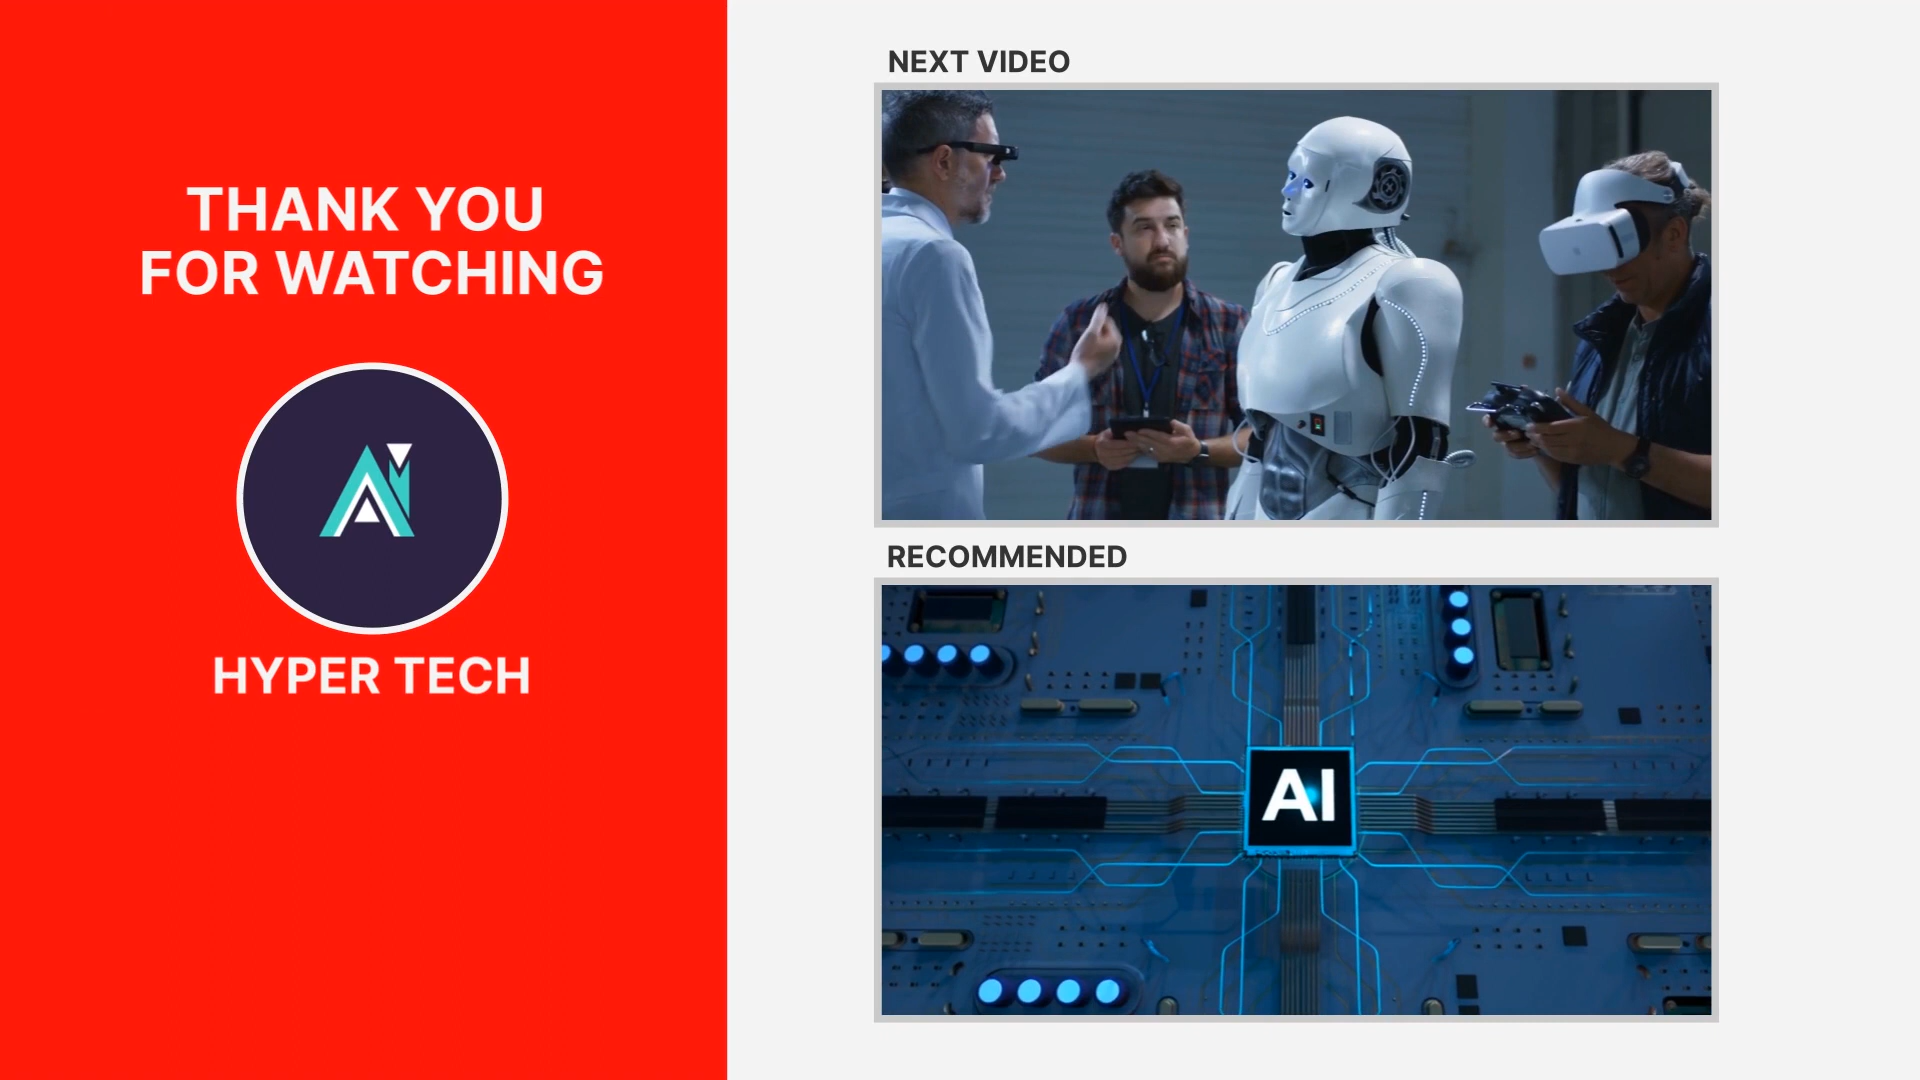 THANK YOU
FOR WATCHING
HYPER TECH
NEXT VIDEO
RECOMMENDED
AI